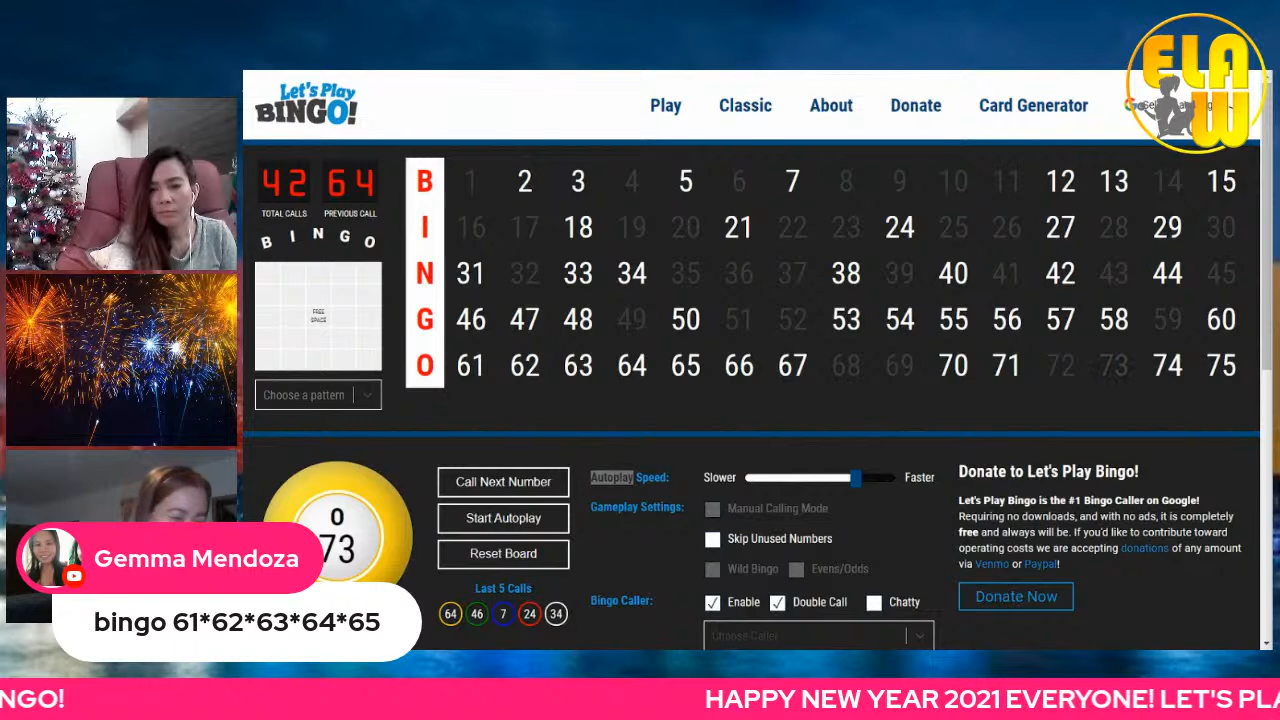 ELA
W
Let's Play
BINGO!
Play Classic About Donate Card Generator
42 64
TOTAL CALLS PREVIOUS CALL
B I N G O
FREE
SPACE
Choose a pattern
B 1 2 3 4 5 6 7 8 9 10 11 12 13 14 15
I 16 17 18 19 20 21 22 23 24 25 26 27 28 29 30
N 31 32 33 34 35 36 37 38 39 40 41 42 43 44 45
G 46 47 48 49 50 51 52 53 54 55 56 57 58 59 60
O 61 62 63 64 65 66 67 68 69 70 71 72 73 74 75
O
73
Call Next Number
Start Autoplay
Reset Board
Last 5 Calls
64 46 7 24 34
Autoplay Speed: Slower Faster
Gameplay Settings: Manual Calling Mode
Skip Unused Numbers
Wild Bingo Evens/Odds
Bingo Caller: Enable Double Call Chatty
Choose Caller
Donate to Let's Play Bingo!
Let's Play Bingo is the #1 Bingo Caller on Google!
Requiring no downloads, and with no ads, it is completely
free and always will be. If you'd like to contribute toward
operating costs we are accepting donations of any amount
via Venmo or Paypal!
Donate Now
Gemma Mendoza
bingo 61*62*63*64*65
NGO! HAPPY NEW YEAR 2021 EVERYONE! LET'S PLA